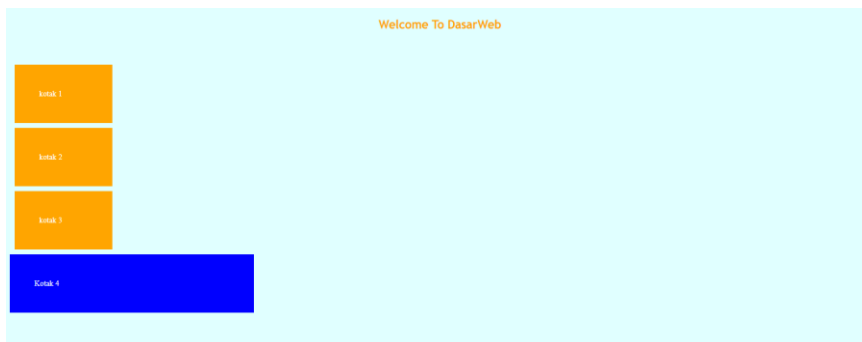 Welcome To DasarWeb
kotak 1
kotak 2
kotak 3
Kotak 4